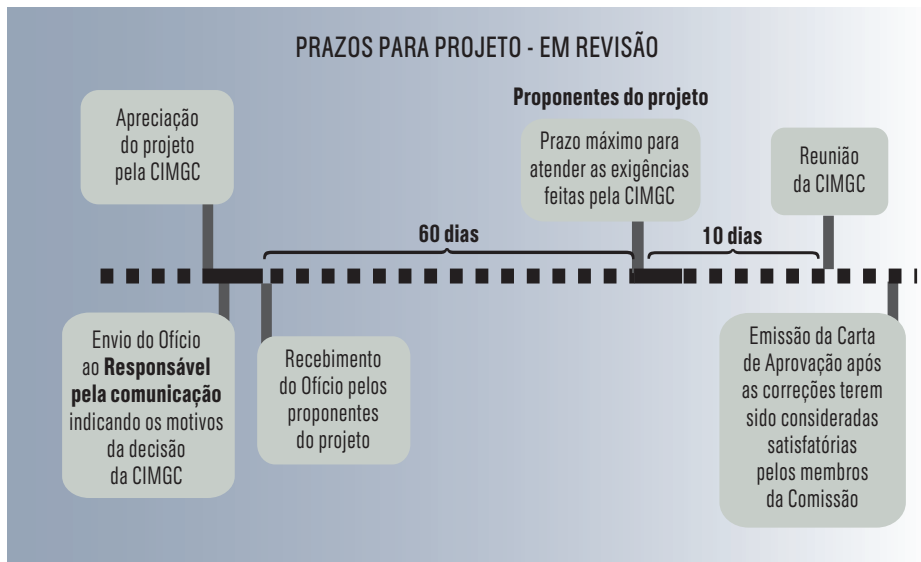 PRAZOS PARA PROJETO - EM REVISÃO
Apreciação
do projeto
pela CIMGC
Proponentes do projeto
Prazo máximo para
atender as exigências
feitas pela CIMGC
Reunião
da CIMGC
60 dias
10 dias
Envio do Ofício
ao Responsável
pela comunicação
indicando os motivos
da decisão
da CIMGC
Recebimento
do Ofício pelos
proponentes
do projeto
Emissão da Carta
de Aprovação após
as correções terem
sido consideradas
satisfatórias
pelos membros
da Comissão